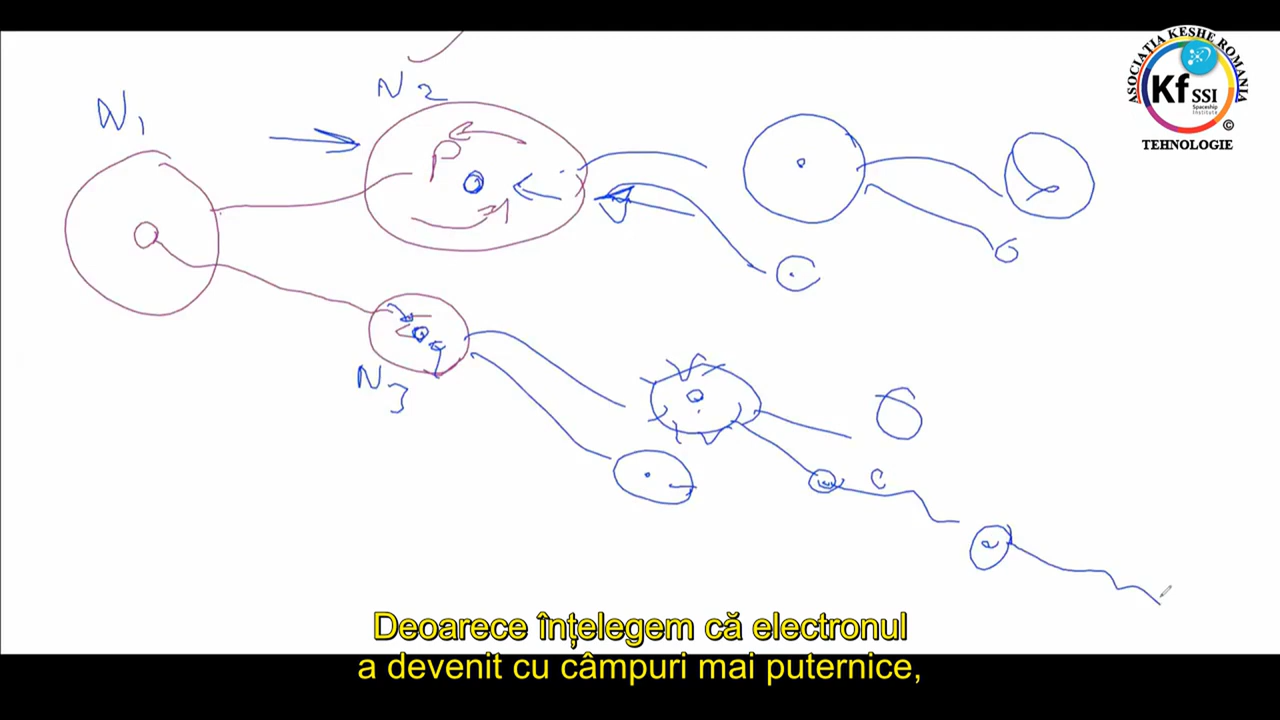 ASOCIATIA KESHE ROMANIA
Kf SSI
Spaceship
Institute
©
TEHNOLOGIE
N2
N1
P
N3
C
Deoarece înțelegem că electronul
a devenit cu câmpuri mai puternice,